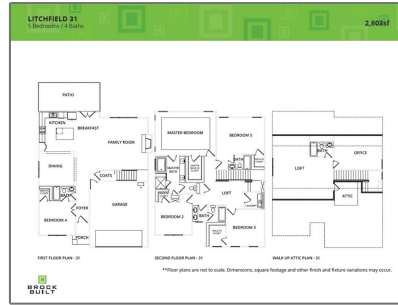 LITCHFIELD 31
5 Bedrooms / 4 Baths
2,803sf
PATIO
KITCHEN
BREAKFAST
FAMILY ROOM
DINING
COATS
BATH
FOYER
GARAGE
BEDROOM 4
PORCH
MASTER BEDROOM
BEDROOM 5
MASTER
BATH
BATH
LOFT
BEDROOM 2
BATH
BEDROOM 3
BATH
OFFICE
LOFT
ATTIC
FIRST FLOOR PLAN - 31
SECOND FLOOR PLAN - 31
WALK UP ATTIC PLAN - 31
**Floor plans are not to scale. Dimensions, square footage and other finish and fixture variations may occur.
BROCK
BUILT